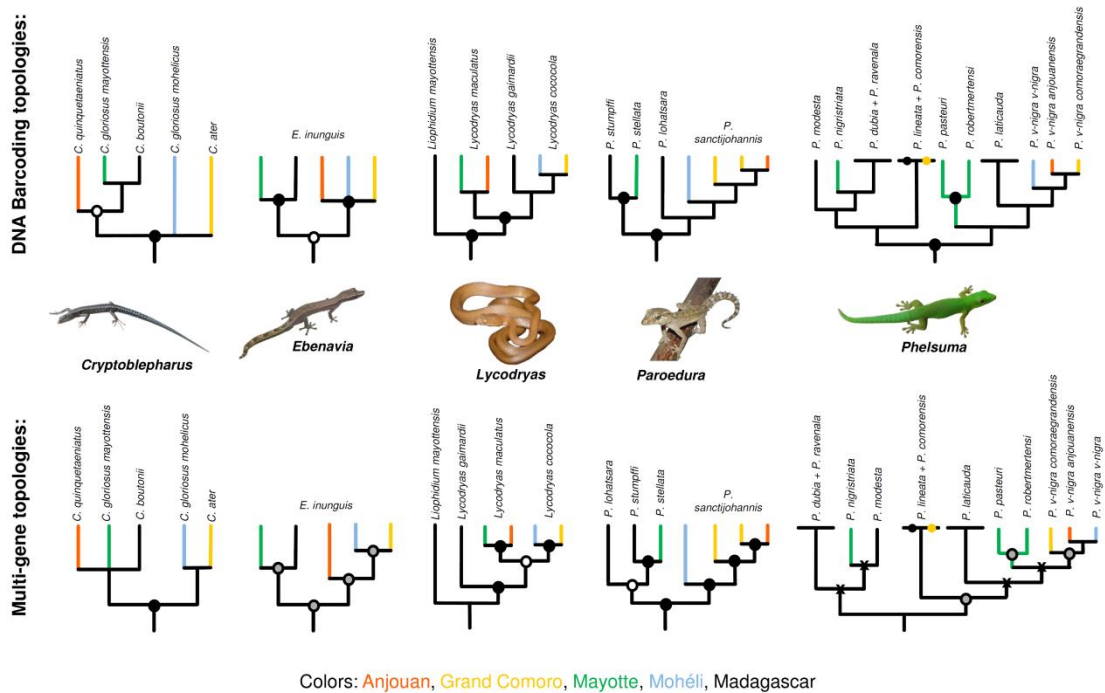 DNA Barcoding topologies:
C. quinquetaeniatus
C. gloriosus mayottensis
C. boutonii
C. gloriosus mohelicus
C. ater
E. inunguis
Liophidium mayottensis
Lycodryas maculatus
Lycodryas gaimardii
Lycodryas cococola
P. stumpffi
P. stellata
P. lohatsara
P.
sanctijohannis
P. modesta
P. nigristriata
P. dubia + P. ravenala
P. lineata + P. comorensis
P. pasteuri
P. robertmertensi
P. laticauda
P. v-nigra v-nigra
P. v-nigra anjouanensis
P. v-nigra comoraegrandensis
Cryptoblepharus
Ebenavia
Lycodryas
Paroedura
Phelsuma
Multi-gene topologies:
C. quinquetaeniatus
C. gloriosus mayottensis
C. boutonii
C. gloriosus mohelicus
C. ater
E. inunguis
Liophidium mayottensis
Lycodryas gaimardii
Lycodryas maculatus
Lycodryas cococola
P. lohatsara
P. stumpffi
P. stellata
P.
sanctijohannis
P. dubia + P. ravenala
P. nigristriata
P. modesta
P. lineata + P. comorensis
P. laticauda
P. pasteuri
P. robertmertensi
P. v-nigra comoraegrandensis
P. v-nigra anjouanensis
P. v-nigra v-nigra
Colors: Anjouan, Grand Comoro, Mayotte, Mohéli, Madagascar